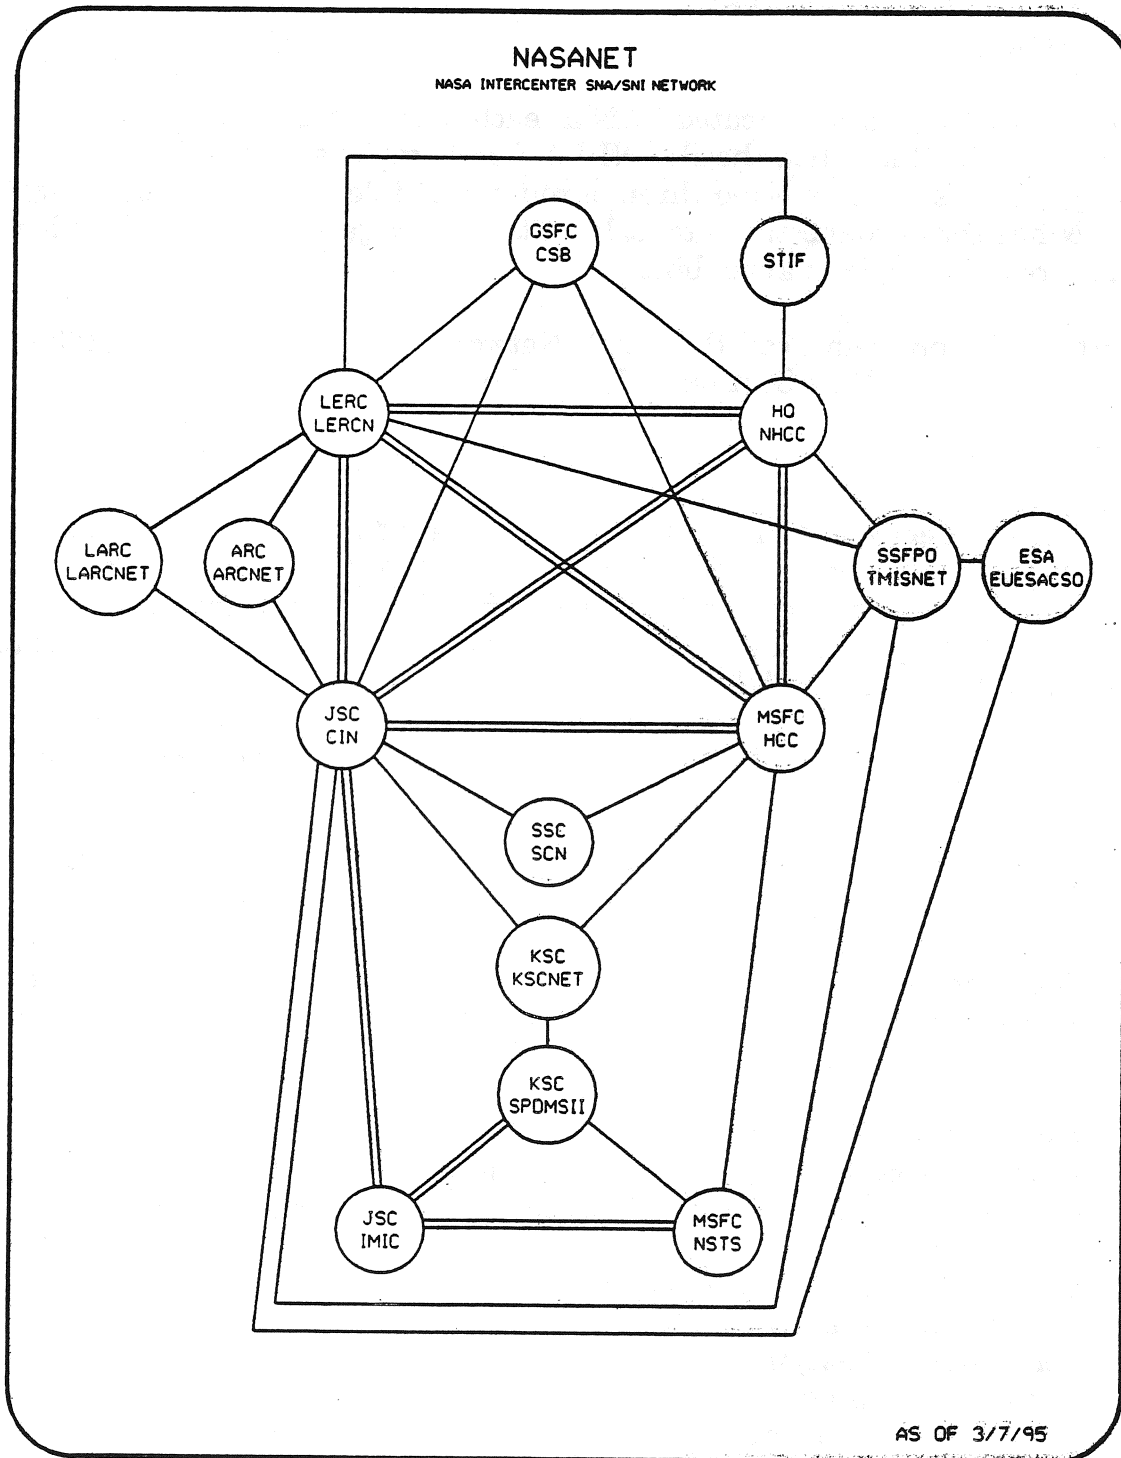 NASANET
NASA INTERCENTER SNA/SNI NETWORK
GSFC
CSB
STIF
LERC
LERCN
HQ
NHCC
LARC
LARCNET
ARC
ARCNET
SSFPO
TMISNET
ESA
EUESACSO
JSC
CIN
MSFC
HCC
SSC
SCN
KSC
KSCNET
KSC
SPDMSII
JSC
IMIC
MSFC
NSTS
AS OF 3/7/95